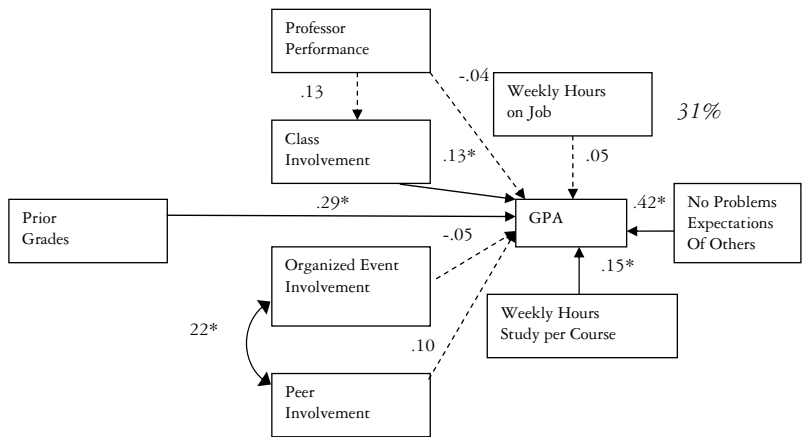 Professor
Performance
-.04
.13
Weekly Hours
on Job
31%
Class
Involvement
.13*
.05
.29*
.42*
Prior
Grades
GPA
No Problems
Expectations
Of Others
-.05
Organized Event
Involvement
.15*
22*
.10
Weekly Hours
Study per Course
Peer
Involvement